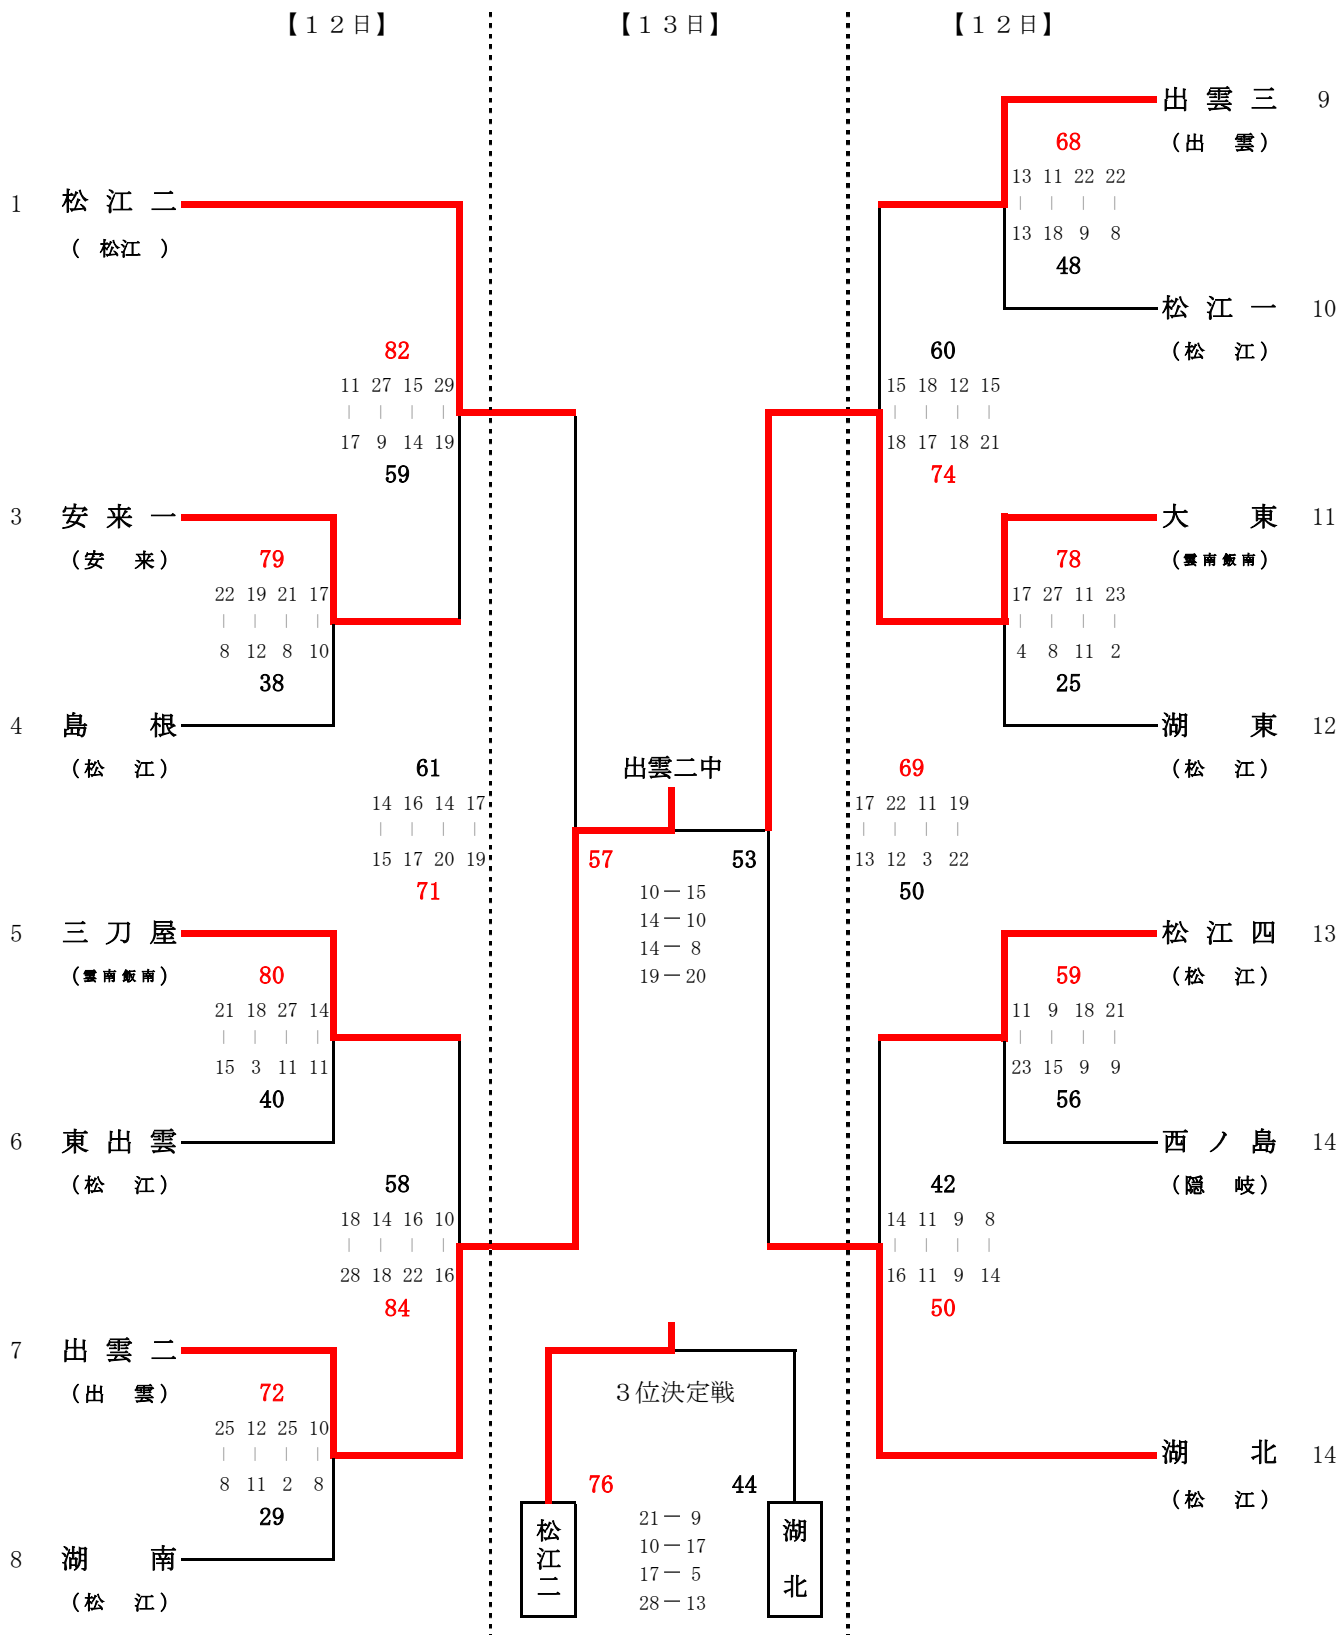 【１２日】 【１３日】 【１２日】
1 松江二
( 松江 )
82
11 27 15 29
| | | |
17 9 14 19
59
3 安来一
(安 来)
79
22 19 21 17
| | | |
8 12 8 10
38
4 島 根
(松 江)
61
14 16 14 17
| | | |
15 17 20 19
71
5 三刀屋
(雲南飯南)
80
21 18 27 14
| | | |
15 3 11 11
40
6 東出雲
(松 江)
58
18 14 16 10
| | | |
28 18 22 16
84
7 出雲二
(出 雲)
72
25 12 25 10
| | | |
8 11 2 8
29
8 湖 南
(松 江)
出雲二中
57 53
10－15
14－10
14－ 8
19－20
３位決定戦
76 44
21－ 9
10－17
17－ 5
28－13
松江二
湖北
出雲三 9
(出 雲)
68
13 11 22 22
| | | |
13 18 9 8
48
松江一 10
(松 江)
60
15 18 12 15
| | | |
18 17 18 21
74
大 東 11
(雲南飯南)
78
17 27 11 23
| | | |
4 8 11 2
25
湖 東 12
(松 江)
69
17 22 11 19
| | | |
13 12 3 22
50
松江四 13
(松 江)
59
11 9 18 21
| | | |
23 15 9 9
56
西ノ島 14
(隠 岐)
42
14 11 9 8
| | | |
16 11 9 14
50
湖 北 14
(松 江)